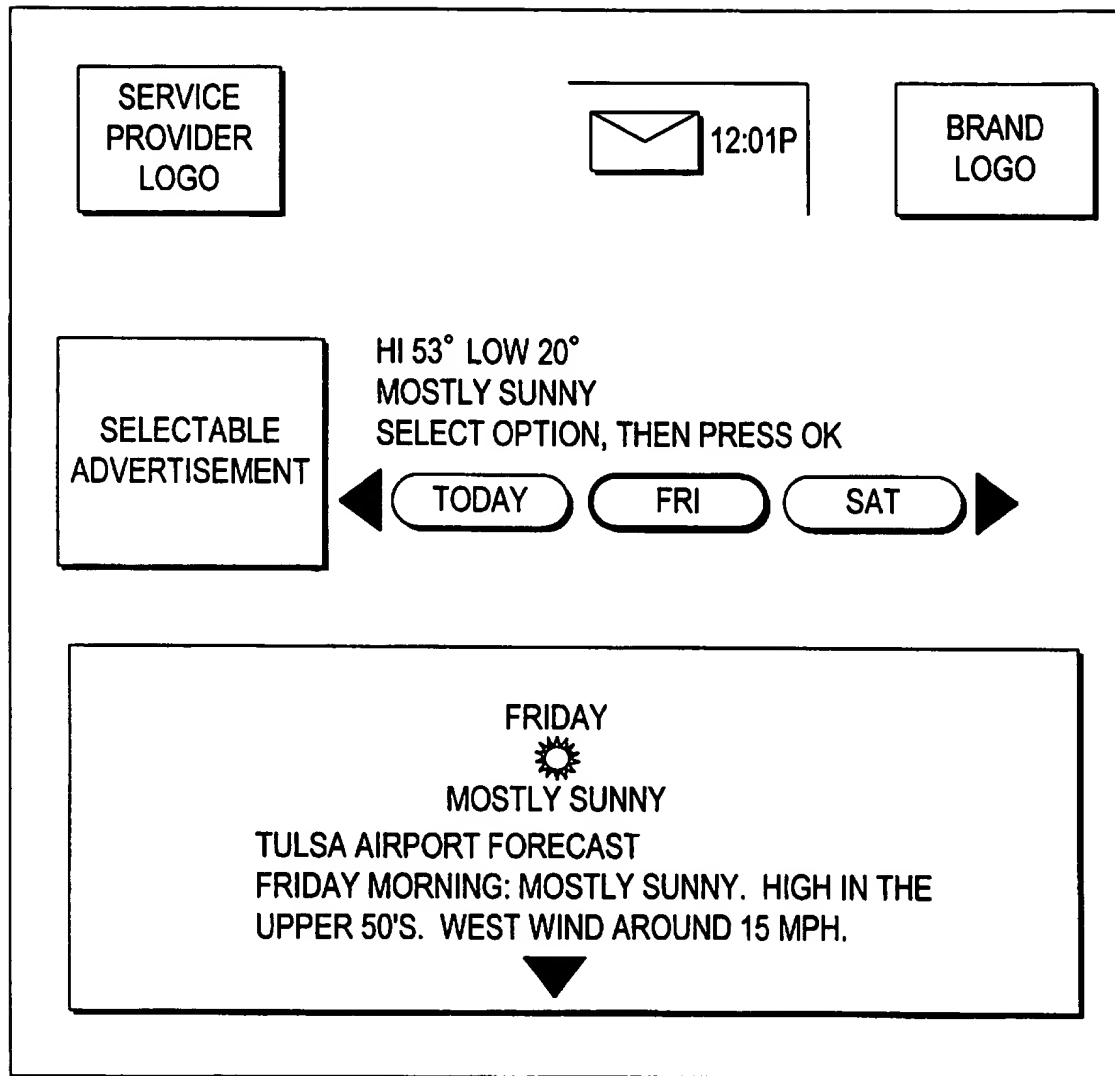 SERVICE
PROVIDER
LOGO
12:01P
BRAND
LOGO
SELECTABLE
ADVERTISEMENT
HI 53° LOW 20°
MOSTLY SUNNY
SELECT OPTION, THEN PRESS OK
TODAY FRI SAT
FRIDAY
MOSTLY SUNNY
TULSA AIRPORT FORECAST
FRIDAY MORNING: MOSTLY SUNNY. HIGH IN THE
UPPER 50'S. WEST WIND AROUND 15 MPH.